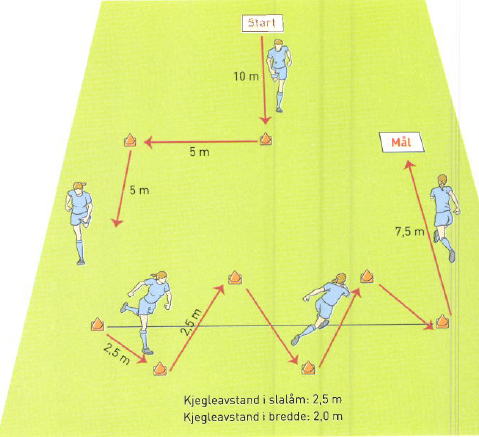 Start
10 m
5 m
Mål
5 m
7,5 m
2,5 m
2,5 m
Kjegleavstand i slalåm: 2,5 m
Kjegleavstand i bredde: 2,0 m